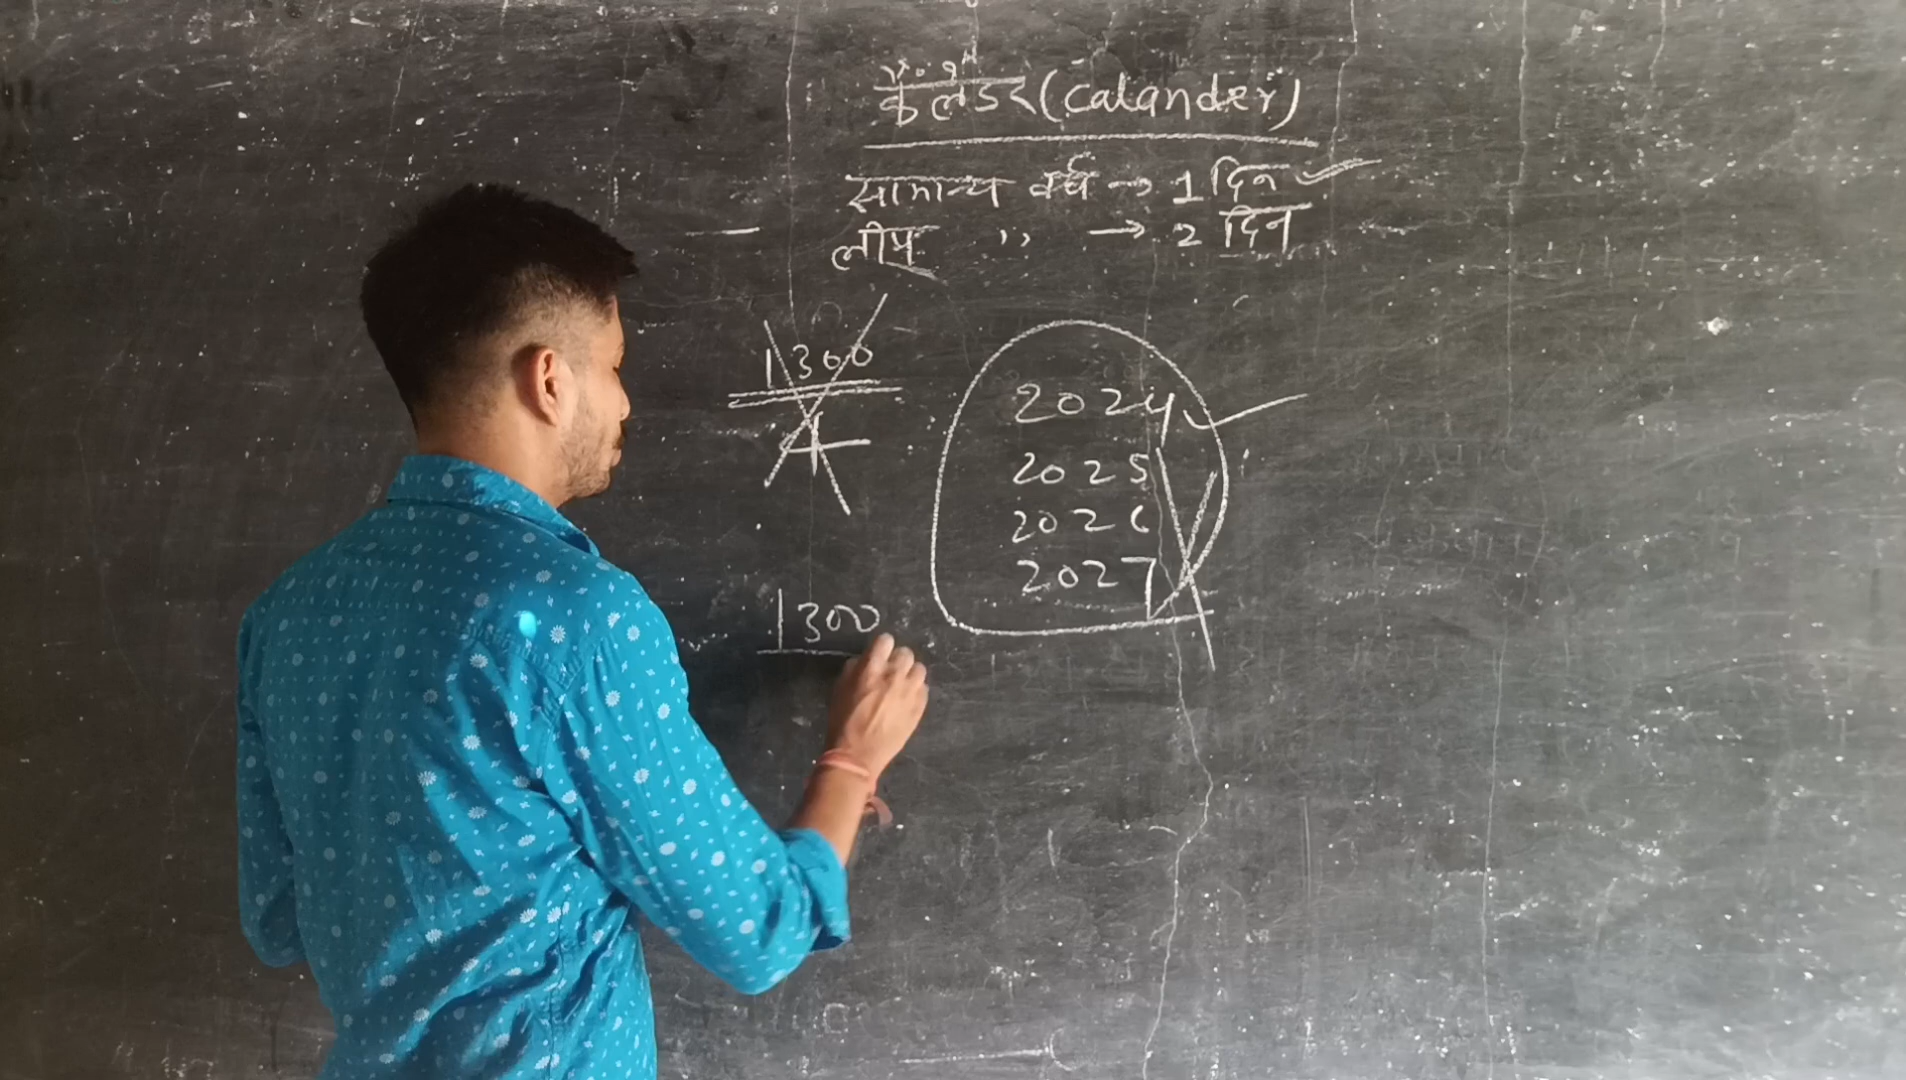 कैलेंडर (Calander)
सामान्य वर्ष → 1 दिन ✓
लीप ,, → 2 दिन
1300
4
2024 ✓
2025
2026
2027
1300